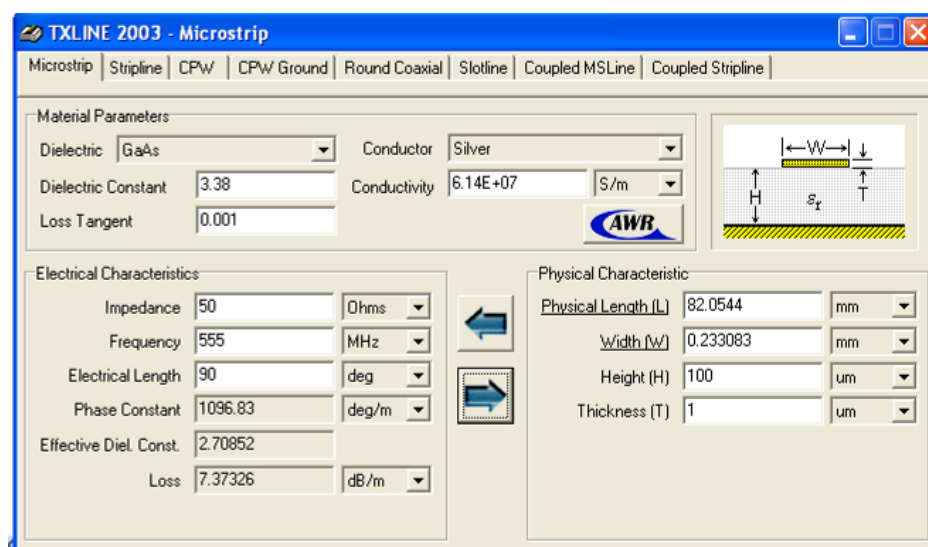 TXLINE 2003 - Microstrip
Microstrip Stripline CPW CPW Ground Round Coaxial Slotline Coupled MSLine Coupled Stripline
Material Parameters
Dielectric GaAs Conductor Silver
Dielectric Constant 3.38 Conductivity 6.14E+07 S/m
Loss Tangent 0.001
AWR
W
H εr T
Electrical Characteristics
Impedance 50 Ohms
Frequency 555 MHz
Electrical Length 90 deg
Phase Constant 1096.83 deg/m
Effective Diel. Const. 2.70852
Loss 7.37326 dB/m
Physical Characteristic
Physical Length (L) 82.0544 mm
Width (W) 0.233083 mm
Height (H) 100 um
Thickness (T) 1 um